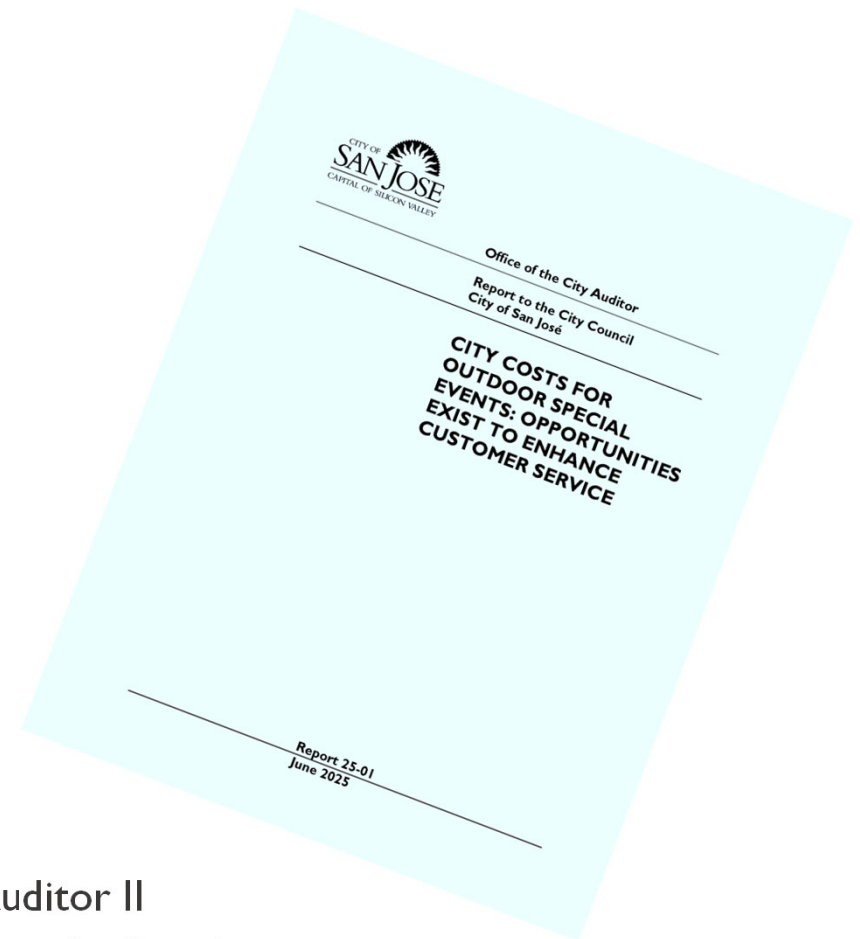 CITY OF
SAN JOSE
CAPITAL OF SILICON VALLEY
Office of the City Auditor
Report to the City Council
City of San José
CITY COSTS FOR
OUTDOOR SPECIAL
EVENTS: OPPORTUNITIES
EXIST TO ENHANCE
CUSTOMER SERVICE
Report 25-01
June 2025
II